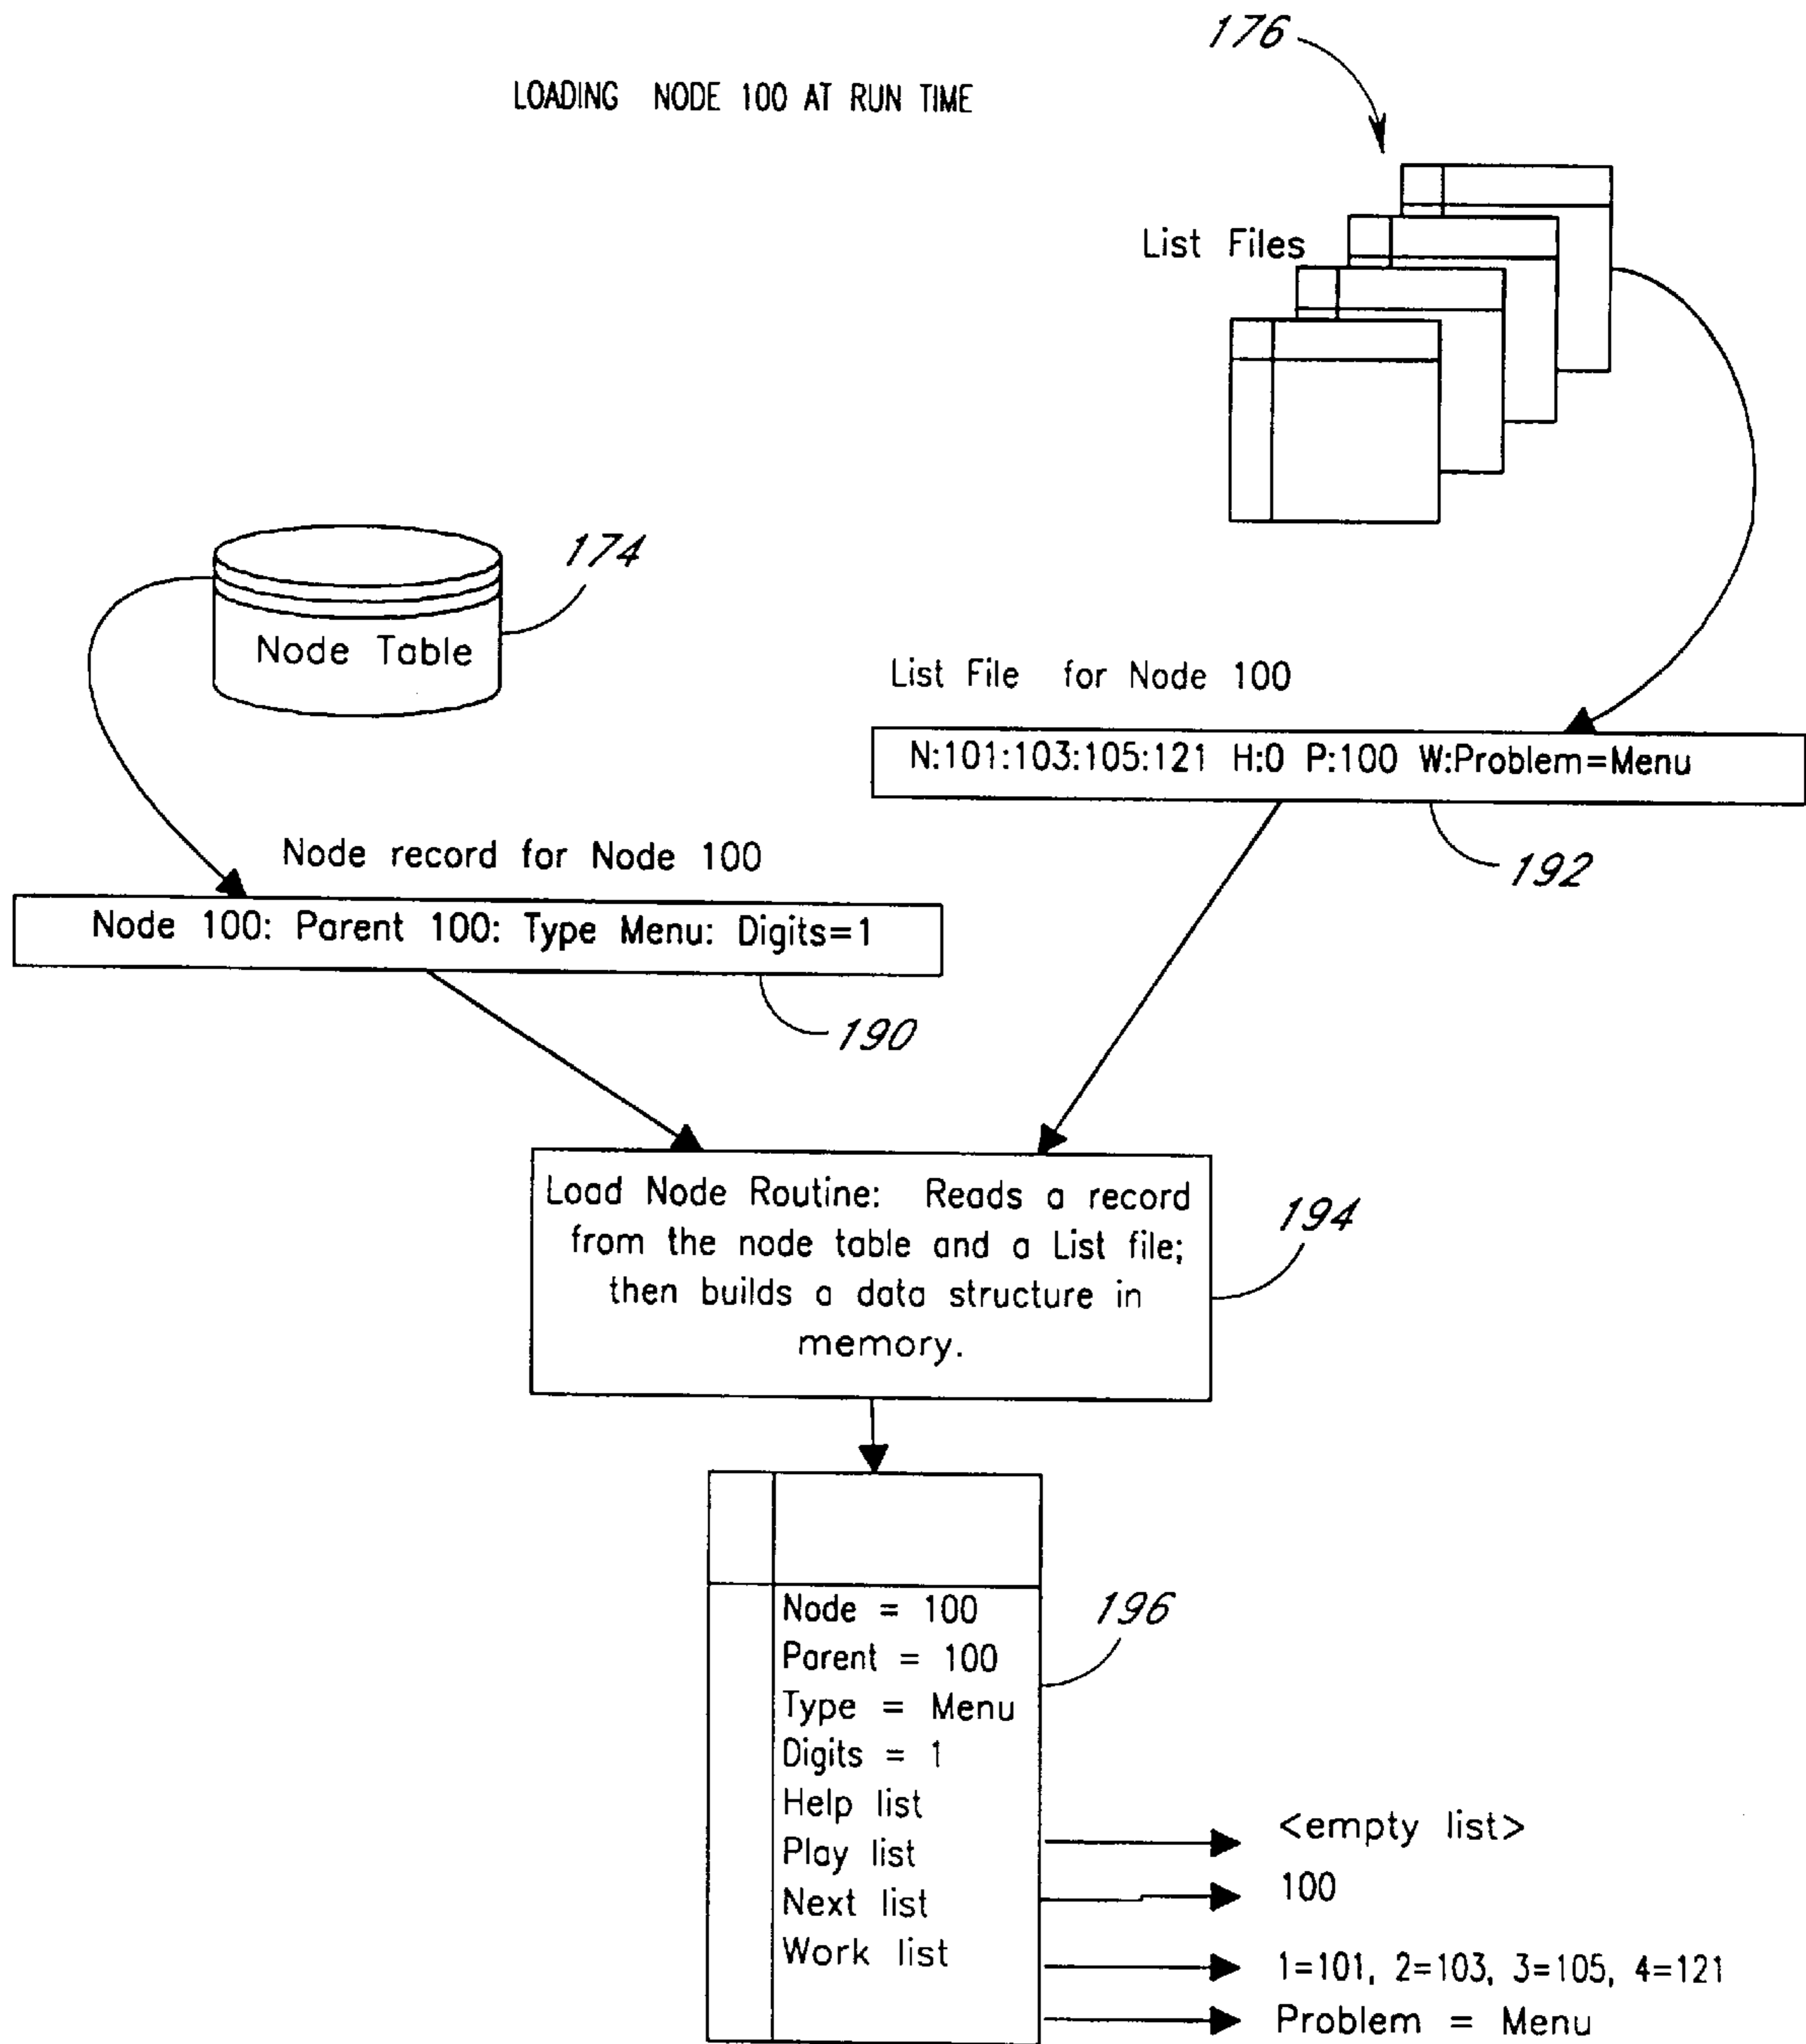 176
LOADING NODE 100 AT RUN TIME
List Files
174
Node Table
List File for Node 100
N:101:103:105:121 H:0 P:100 W:Problem=Menu
192
Node record for Node 100
Node 100: Parent 100: Type Menu: Digits=1
190
Load Node Routine: Reads a record
from the node table and a List file;
then builds a data structure in
memory.
194
Node = 100
196
Parent = 100
Type = Menu
Digits = 1
Help list
<empty list>
Play list
100
Next list
Work list
1=101, 2=103, 3=105, 4=121
Problem = Menu